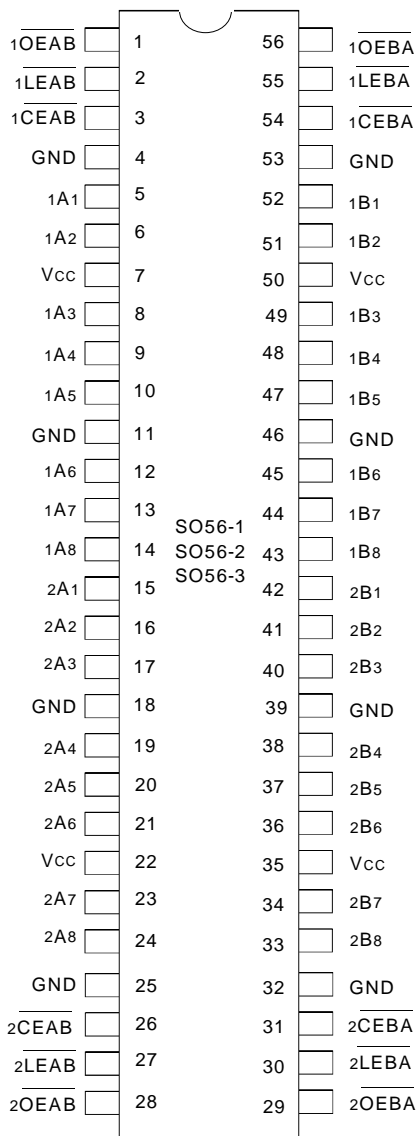 1OEAB 1 56 1OEBA
1LEAB 2 55 1LEBA
1CEAB 3 54 1CEBA
GND 4 53 GND
1A1 5 52 1B1
1A2 6 51 1B2
VCC 7 50 VCC
1A3 8 49 1B3
1A4 9 48 1B4
1A5 10 47 1B5
GND 11 46 GND
1A6 12 45 1B6
1A7 13 44 1B7
SO56-1
1A8 14 SO56-2 43 1B8
SO56-3
2A1 15 42 2B1
2A2 16 41 2B2
2A3 17 40 2B3
GND 18 39 GND
2A4 19 38 2B4
2A5 20 37 2B5
2A6 21 36 2B6
VCC 22 35 VCC
2A7 23 34 2B7
2A8 24 33 2B8
GND 25 32 GND
2CEAB 26 31 2CEBA
2LEAB 27 30 2LEBA
2OEAB 28 29 2OEBA